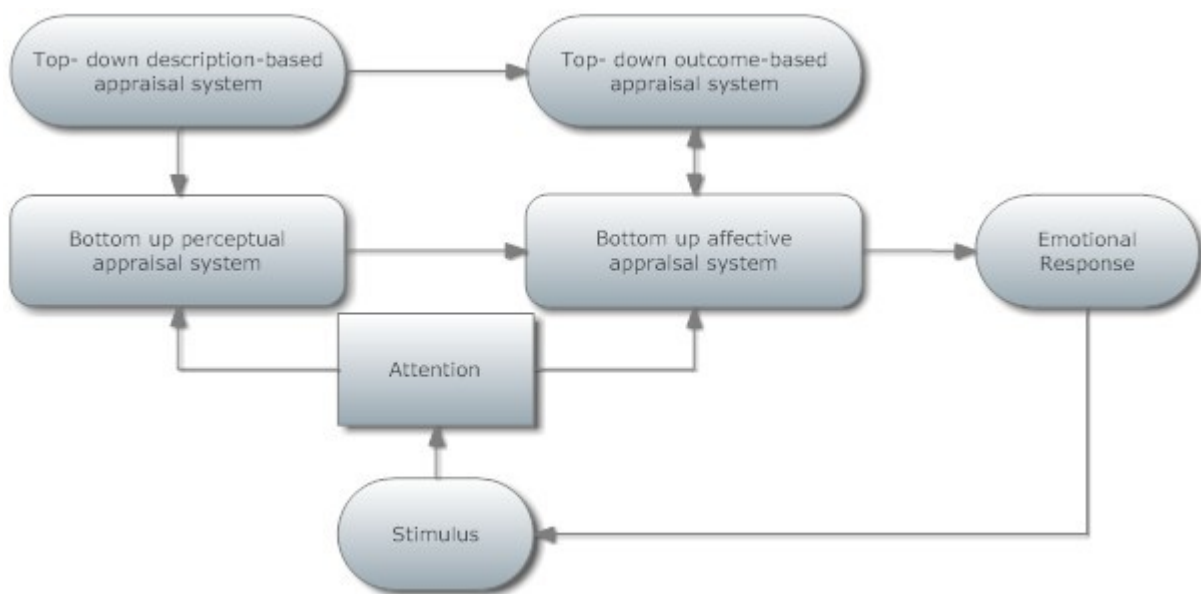 Top- down description-based
appraisal system
Top- down outcome-based
appraisal system
Bottom up perceptual
appraisal system
Bottom up affective
appraisal system
Emotional
Response
Attention
Stimulus